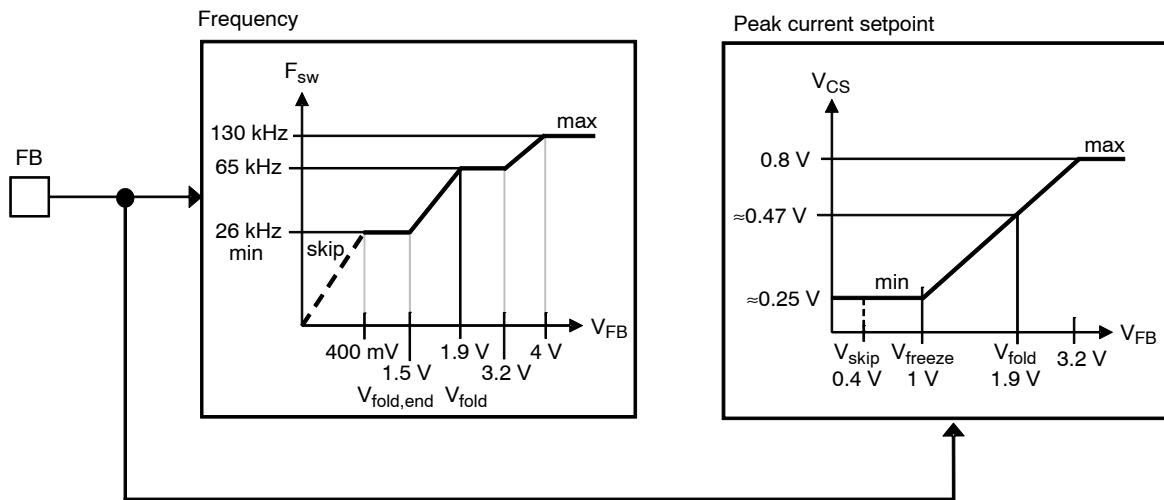 Frequency
Peak current setpoint
FB
Fsw
130 kHz
max
65 kHz
26 kHz
min
skip
VFB
400 mV
1.9 V
4 V
1.5 V
3.2 V
Vfold,end
Vfold
VCS
max
0.8 V
≈0.47 V
min
≈0.25 V
VFB
Vskip
Vfreeze
Vfold
3.2 V
0.4 V
1 V
1.9 V